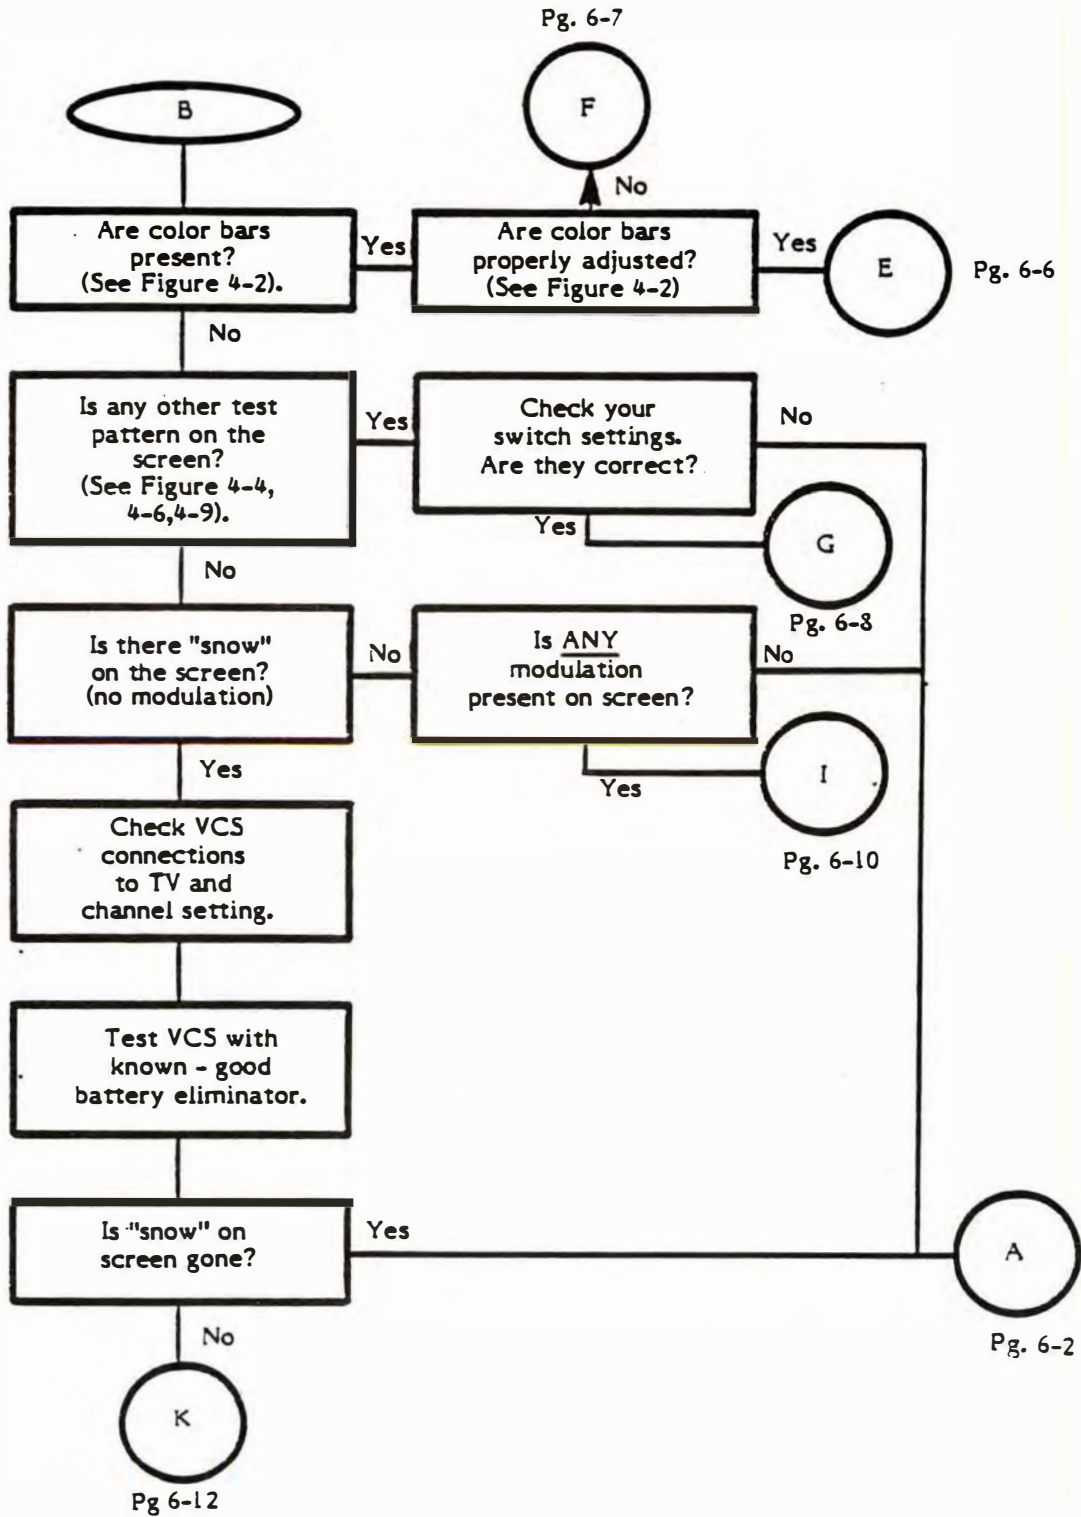 Pg. 6-7
B
F
No
Are color bars
present?
(See Figure 4-2).
Yes
Are color bars
properly adjusted?
(See Figure 4-2)
Yes
E
Pg. 6-6
No
Is any other test
pattern on the
screen?
(See Figure 4-4,
4-6,4-9).
Yes
Check your
switch settings.
Are they correct?
No
Yes
G
Pg. 6-8
No
Is there "snow"
on the screen?
(no modulation)
No
Is ANY
modulation
present on screen?
No
Yes
I
Pg. 6-10
Yes
Check VCS
connections
to TV and
channel setting.
Test VCS with
known - good
battery eliminator.
Is "snow" on
screen gone?
Yes
A
Pg. 6-2
No
K
Pg 6-12